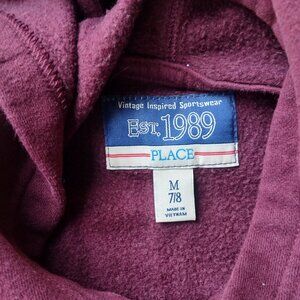 Vintage Inspired Sportswear
EST. 1989
PLACE
M
7/8
MADE IN
VIETNAM